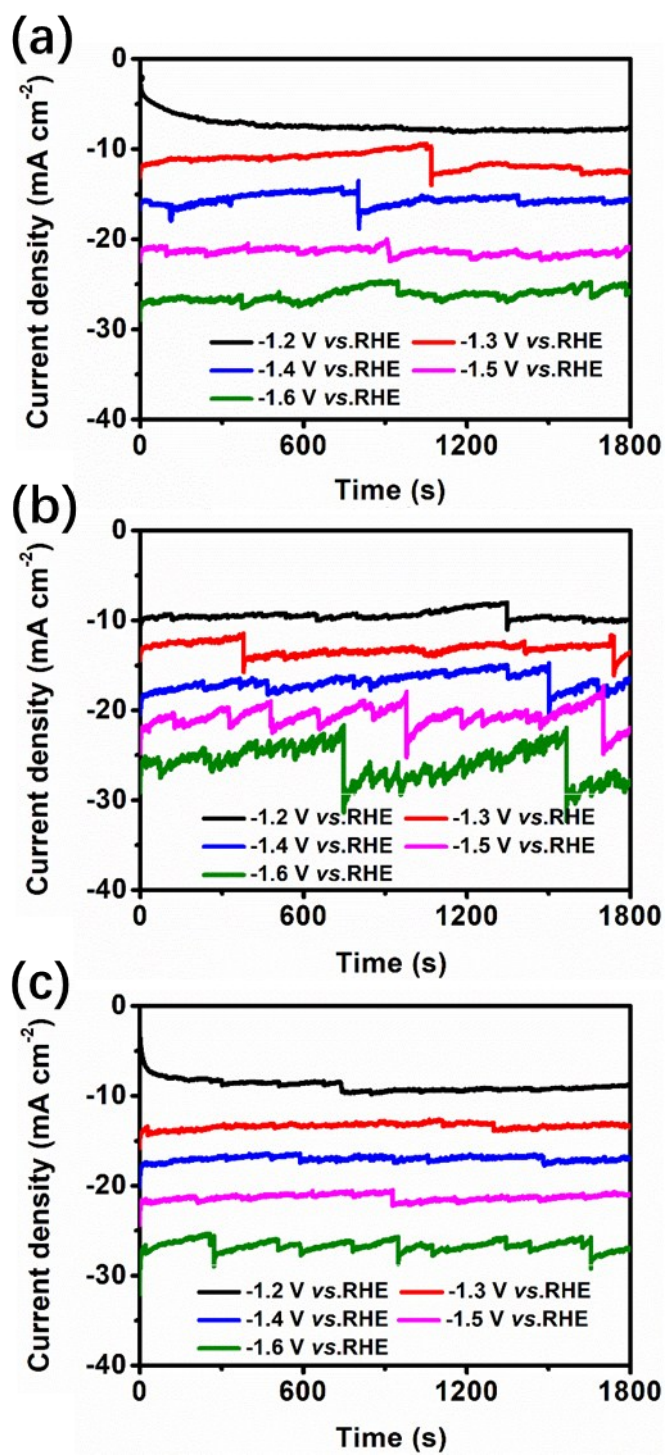 (a)
Current density (mA cm-2)
0
-10
-20
-30
-40
-1.2 V vs.RHE -1.3 V vs.RHE
-1.4 V vs.RHE -1.5 V vs.RHE
-1.6 V vs.RHE
0 600 1200 1800
Time (s)
(b)
Current density (mA cm-2)
0
-10
-20
-30
-40
-1.2 V vs.RHE -1.3 V vs.RHE
-1.4 V vs.RHE -1.5 V vs.RHE
-1.6 V vs.RHE
0 600 1200 1800
Time (s)
(c)
Current density (mA cm-2)
0
-10
-20
-30
-40
-1.2 V vs.RHE -1.3 V vs.RHE
-1.4 V vs.RHE -1.5 V vs.RHE
-1.6 V vs.RHE
0 600 1200 1800
Time (s)